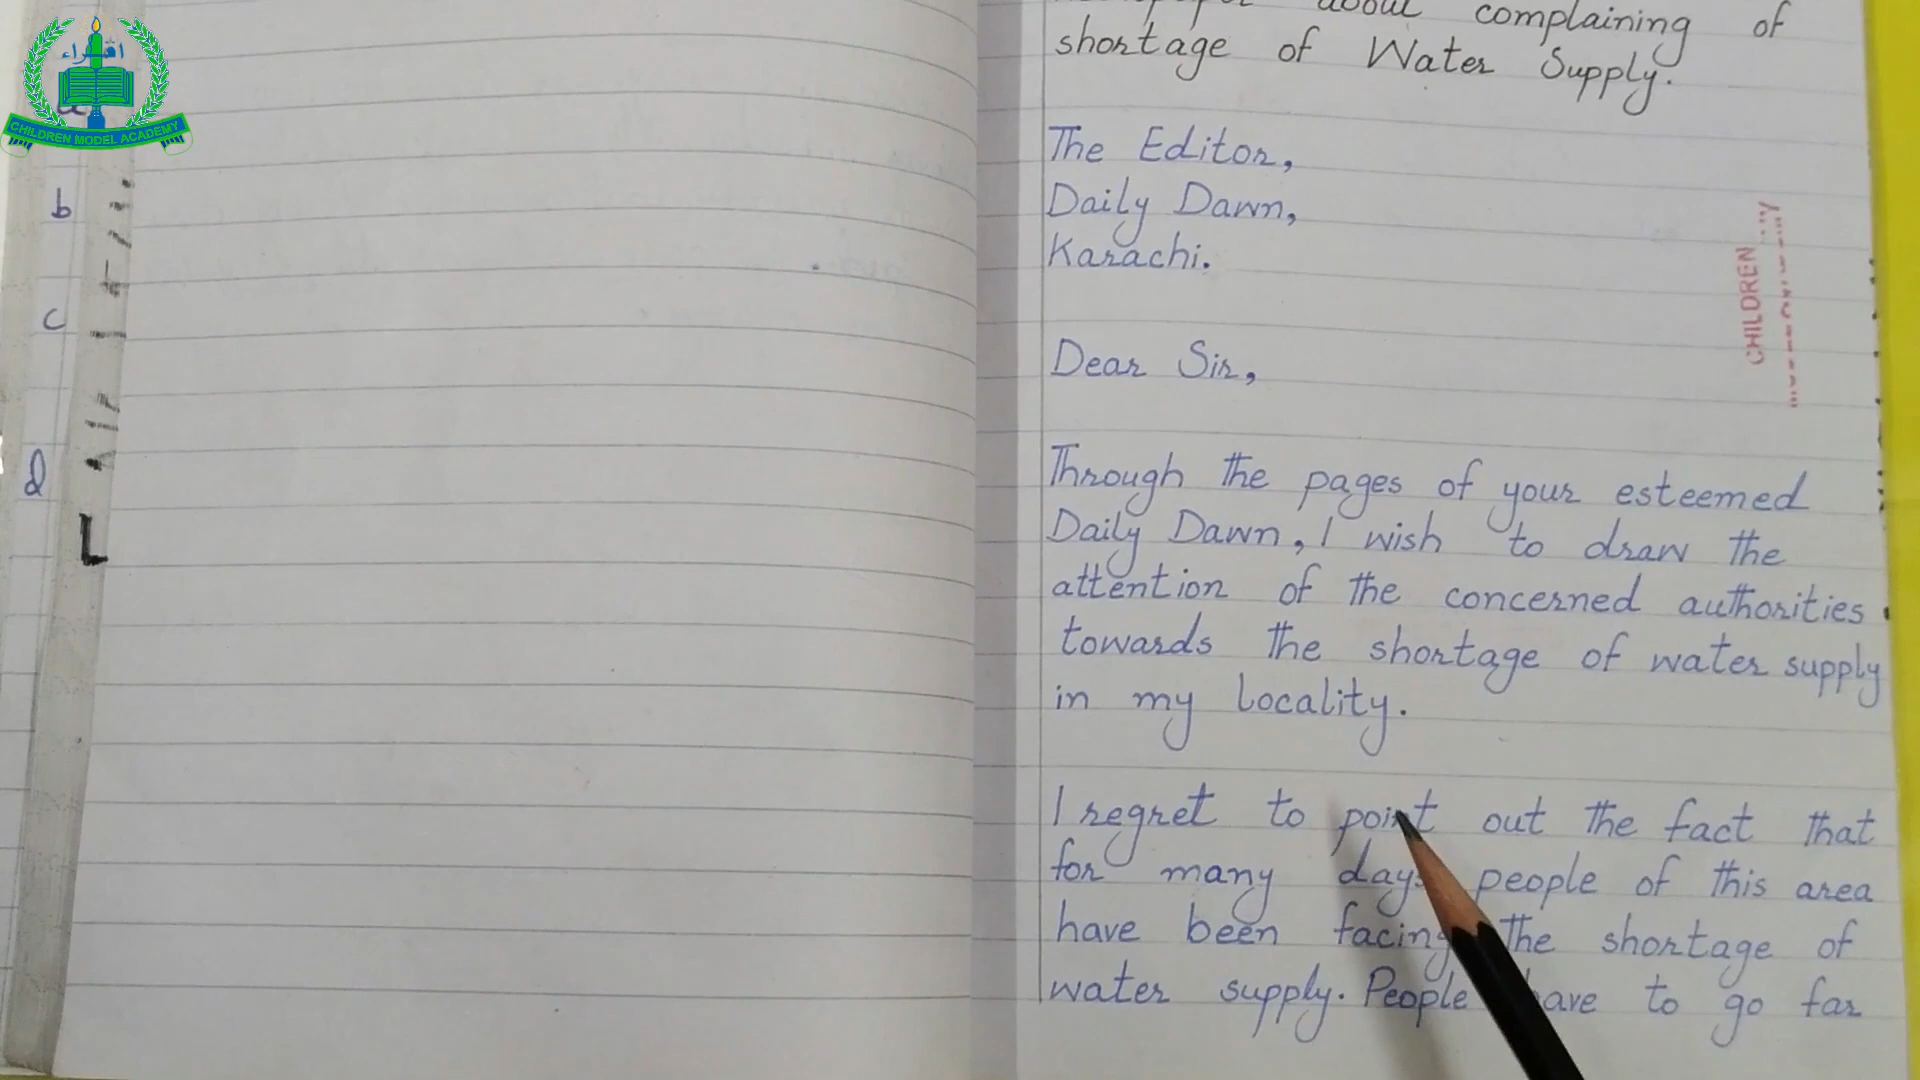 اقراء
CHILDREN MODEL ACADEMY
b
c
d
L
about complaining of
shortage of Water Supply.
The Editor,
Daily Dawn,
Karachi.
Dear Sir,
Through the pages of your esteemed
Daily Dawn, I wish to draw the
attention of the concerned authorities
towards the shortage of water supply
in my locality.
I regret to point out the fact that
for many days people of this area
have been facing the shortage of
water supply. People have to go far
CHILDREN